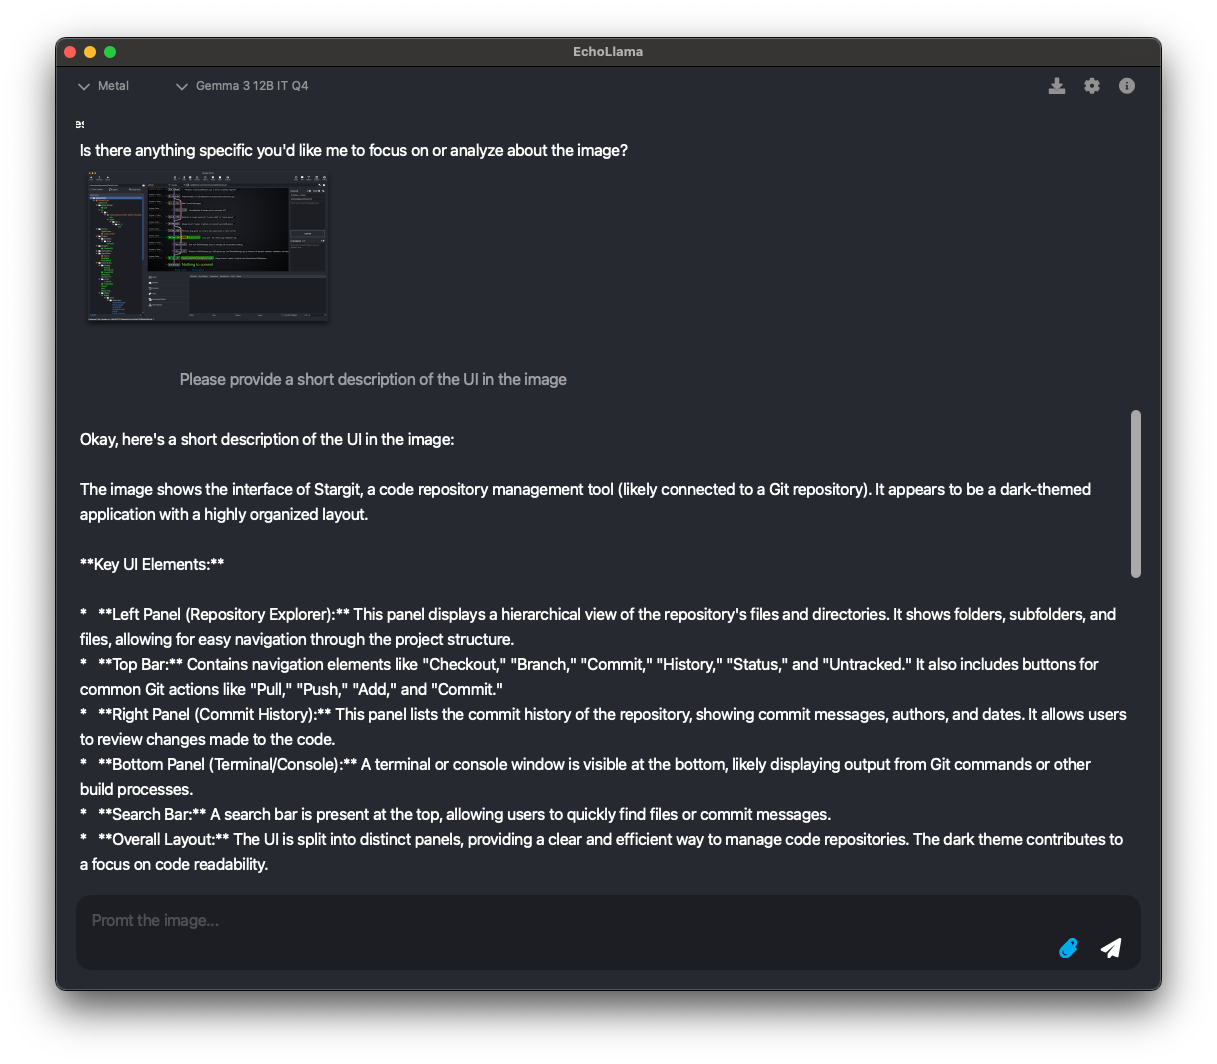 EchoLlama
Metal
Gemma 3 12B IT Q4
es
Is there anything specific you'd like me to focus on or analyze about the image?
Nothing to commit
Please provide a short description of the UI in the image
Okay, here's a short description of the UI in the image:
The image shows the interface of Stargit, a code repository management tool (likely connected to a Git repository). It appears to be a dark-themed
application with a highly organized layout.
**Key UI Elements:**
* **Left Panel (Repository Explorer):** This panel displays a hierarchical view of the repository's files and directories. It shows folders, subfolders, and
files, allowing for easy navigation through the project structure.
* **Top Bar:** Contains navigation elements like "Checkout," "Branch," "Commit," "History," "Status," and "Untracked." It also includes buttons for
common Git actions like "Pull," "Push," "Add," and "Commit."
* **Right Panel (Commit History):** This panel lists the commit history of the repository, showing commit messages, authors, and dates. It allows users
to review changes made to the code.
* **Bottom Panel (Terminal/Console):** A terminal or console window is visible at the bottom, likely displaying output from Git commands or other
build processes.
* **Search Bar:** A search bar is present at the top, allowing users to quickly find files or commit messages.
* **Overall Layout:** The UI is split into distinct panels, providing a clear and efficient way to manage code repositories. The dark theme contributes to
a focus on code readability.
Promt the image...